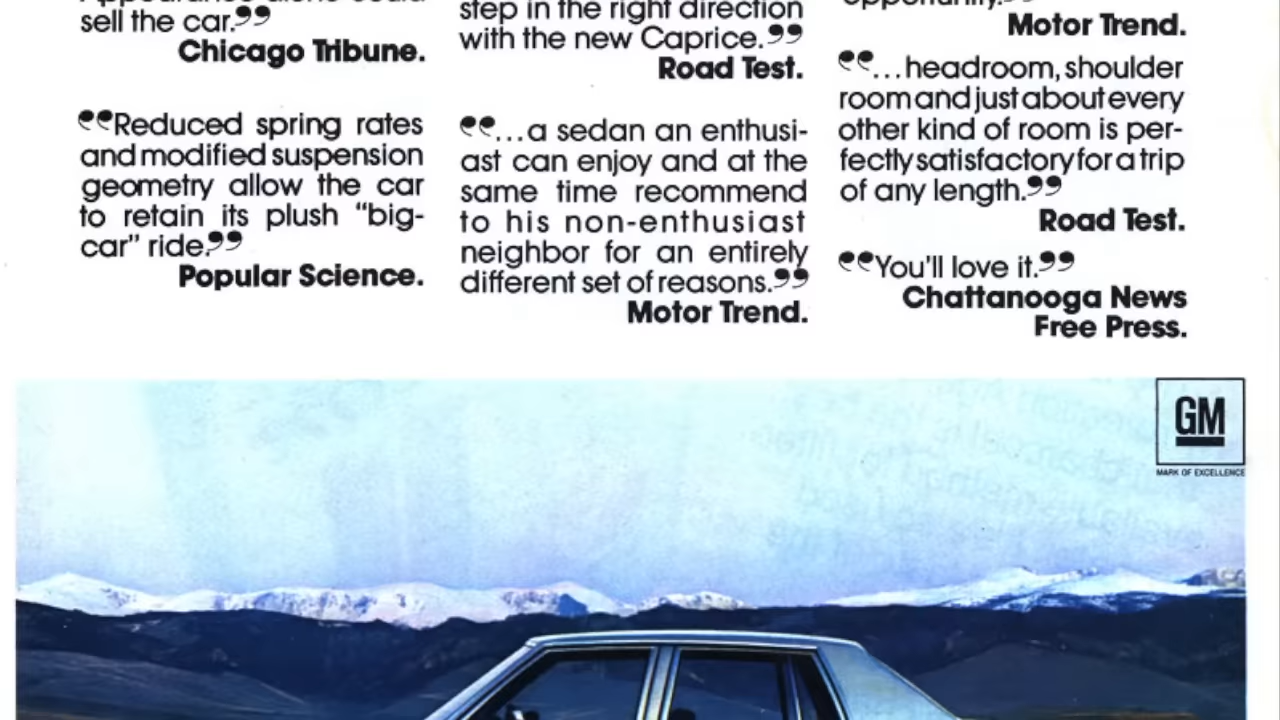 Appearance alone could
sell the car.””
Chicago Tribune.
““Reduced spring rates
and modified suspension
geometry allow the car
to retain its plush “big-
car” ride.””
Popular Science.
step in the right direction
with the new Caprice.””
Road Test.
““...a sedan an enthusi-
ast can enjoy and at the
same time recommend
to his non-enthusiast
neighbor for an entirely
different set of reasons.””
Motor Trend.
opportunity.””
Motor Trend.
““...headroom, shoulder
room and just about every
other kind of room is per-
fectly satisfactory for a trip
of any length.””
Road Test.
““You'll love it.””
Chattanooga News
Free Press.
GM
MARK OF EXCELLENCE